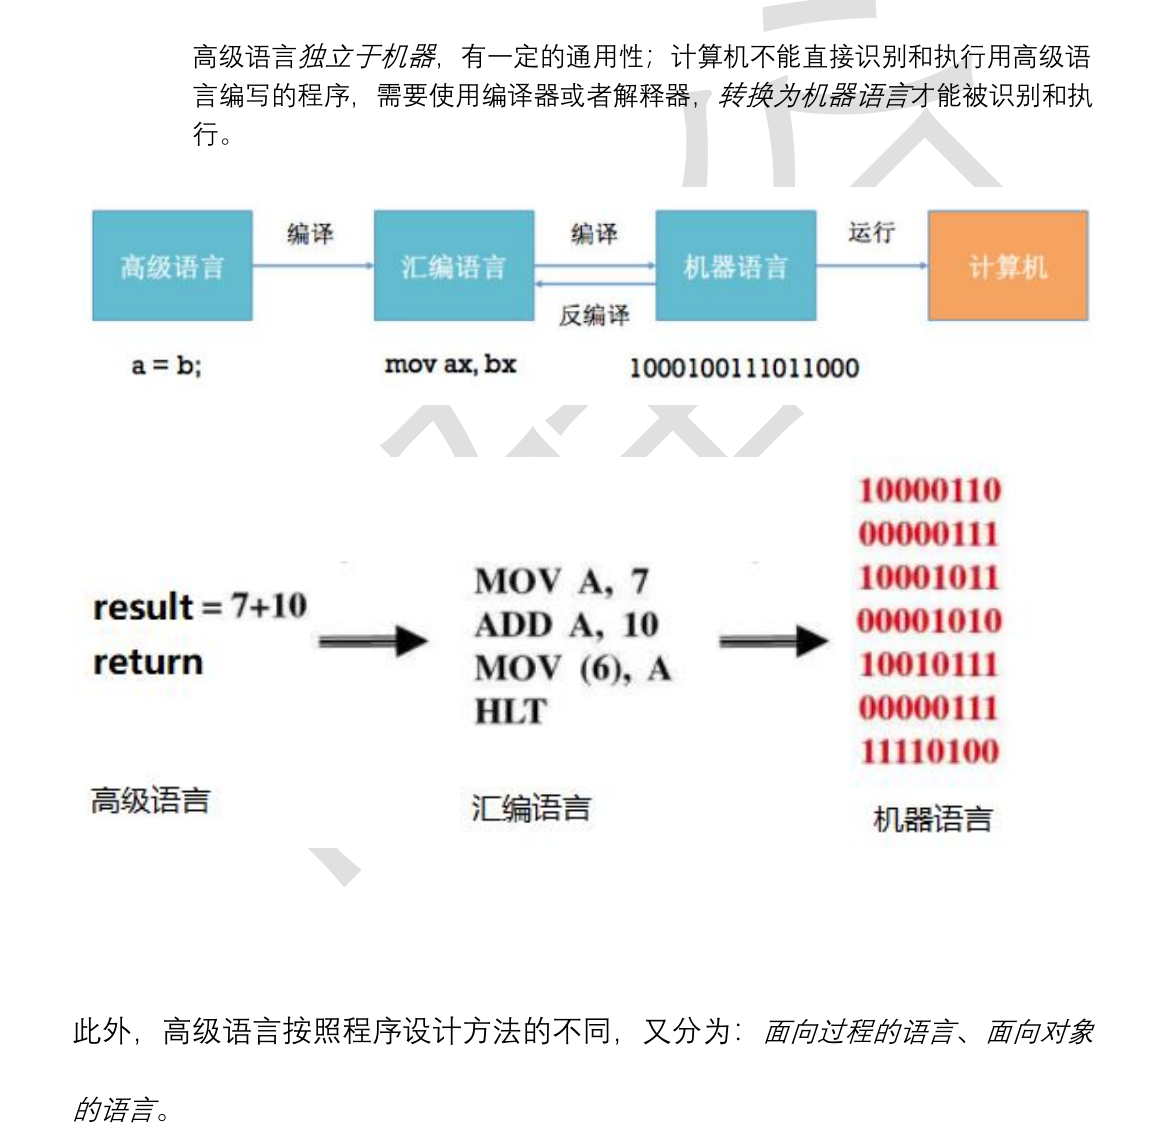 高级语言独立于机器，有一定的通用性；计算机不能直接识别和执行用高级语
言编写的程序，需要使用编译器或者解释器，转换为机器语言才能被识别和执
行。
编译
编译
运行
高级语言
汇编语言
机器语言
计算机
反编译
a = b;
mov ax, bx
1000100111011000
result = 7+10
return
高级语言
MOV A, 7
ADD A, 10
MOV (6), A
HLT
汇编语言
10000110
00000111
10001011
00001010
10010111
00000111
11110100
机器语言
此外，高级语言按照程序设计方法的不同，又分为：面向过程的语言、面向对象
的语言。